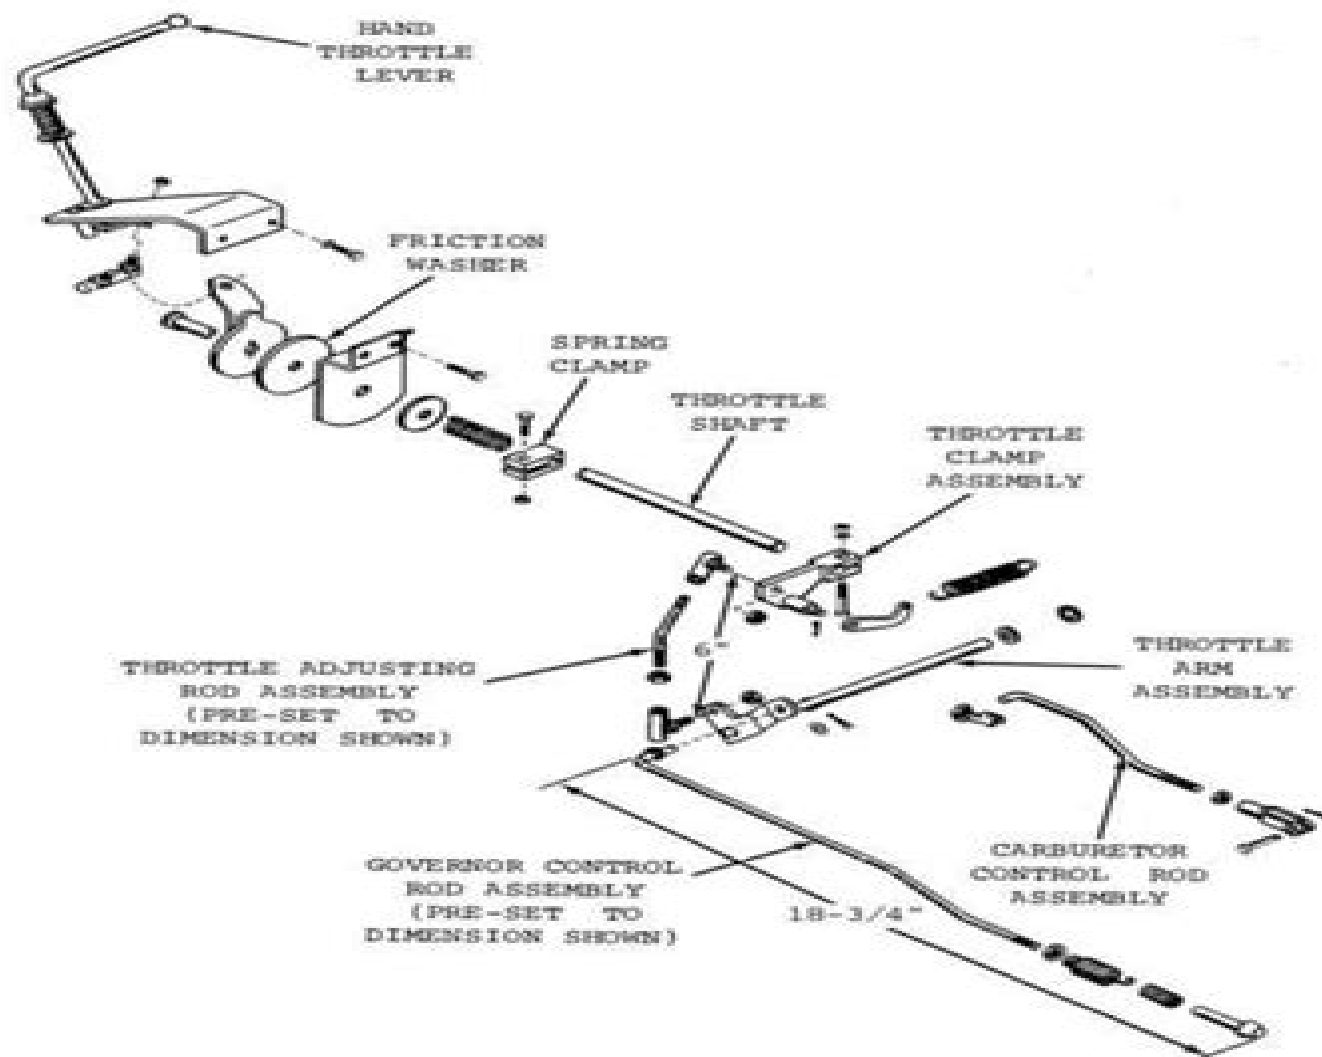 HAND
THROTTLE
LEVER
FRICTION
WASHER
SPRING
CLAMP
THROTTLE
SHAFT
THROTTLE
CLAMP
ASSEMBLY
6"
THROTTLE ADJUSTING
ROD ASSEMBLY
(PRE-SET TO
DIMENSION SHOWN)
THROTTLE
ARM
ASSEMBLY
GOVERNOR CONTROL
ROD ASSEMBLY
(PRE-SET TO
DIMENSION SHOWN)
18-3/4"
CARBURETOR
CONTROL ROD
ASSEMBLY